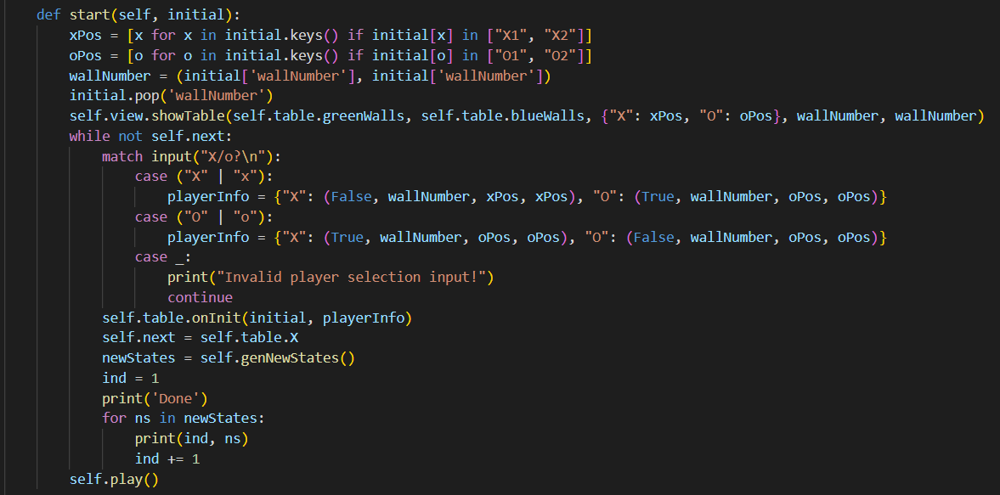 def start(self, initial):
    xPos = [x for x in initial.keys() if initial[x] in ["X1", "X2"]]
    oPos = [o for o in initial.keys() if initial[o] in ["O1", "O2"]]
    wallNumber = (initial['wallNumber'], initial['wallNumber'])
    initial.pop('wallNumber')
    self.view.showTable(self.table.greenWalls, self.table.blueWalls, {"X": xPos, "O": oPos}, wallNumber, wallNumber)
    while not self.next:
        match input("X/o?\n"):
            case ("X" | "x"):
                playerInfo = {"X": (False, wallNumber, xPos, xPos), "O": (True, wallNumber, oPos, oPos)}
            case ("O" | "o"):
                playerInfo = {"X": (True, wallNumber, oPos, oPos), "O": (False, wallNumber, oPos, oPos)}
            case _:
                print("Invalid player selection input!")
                continue
        self.table.onInit(initial, playerInfo)
        self.next = self.table.X
        newStates = self.genNewStates()
        ind = 1
        print('Done')
        for ns in newStates:
            print(ind, ns)
            ind += 1
    self.play()